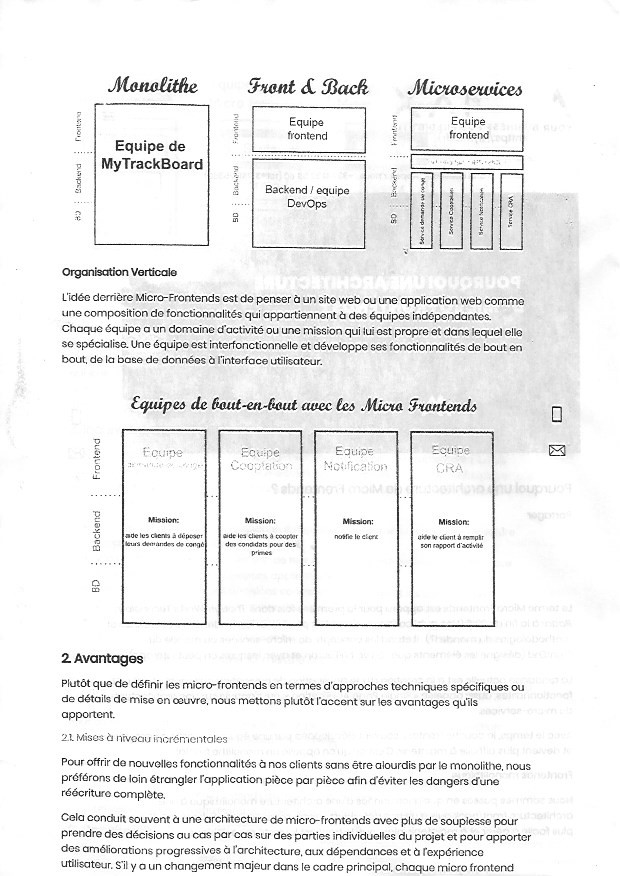 Monolithe Front & Back Microservices
Frontend
Backend
BD
Equipe de
MyTrackBoard
Frontend
Backend
BD
Equipe
frontend
Backend / equipe
DevOps
Frontend
Backend
BD
Equipe
frontend
Service demande de congé
Service Cooptation
Service Notification
Service CRA
Organisation Verticale
L'idée derrière Micro-Frontends est de penser à un site web ou une application web comme
une composition de fonctionnalités qui appartiennent à des équipes indépendantes.
Chaque équipe a un domaine d'activité ou une mission qui lui est propre et dans lequel elle
se spécialise. Une équipe est interfonctionnelle et développe ses fonctionnalités de bout en
bout, de la base de données à l'interface utilisateur.
Equipes de bout-en-bout avec les Micro Frontends
Frontend
Backend
BD
Equipe
demande de congé
Mission:
aide les clients à déposer
leurs demandes de congé
Equipe
Cooptation
Mission:
aide les clients à coopter
des condidats pour des
primes
Equipe
Notification
Mission:
notifie le client
Equipe
CRA
Mission:
aide le client à remplir
son rapport d'activité
2. Avantages
Plutôt que de définir les micro-frontends en termes d'approches techniques spécifiques ou
de détails de mise en œuvre, nous mettons plutôt l'accent sur les avantages qu'ils
apportent.
2.1. Mises à niveau incrémentales
Pour offrir de nouvelles fonctionnalités à nos clients sans être alourdis par le monolithe, nous
préférons de loin étrangler l'application pièce par pièce afin d'éviter les dangers d'une
réécriture complète.
Cela conduit souvent à une architecture de micro-frontends avec plus de souplesse pour
prendre des décisions au cas par cas sur des parties individuelles du projet et pour apporter
des améliorations progressives à l'architecture, aux dépendances et à l'expérience
utilisateur. S'il y a un changement majeur dans le cadre principal, chaque micro frontend